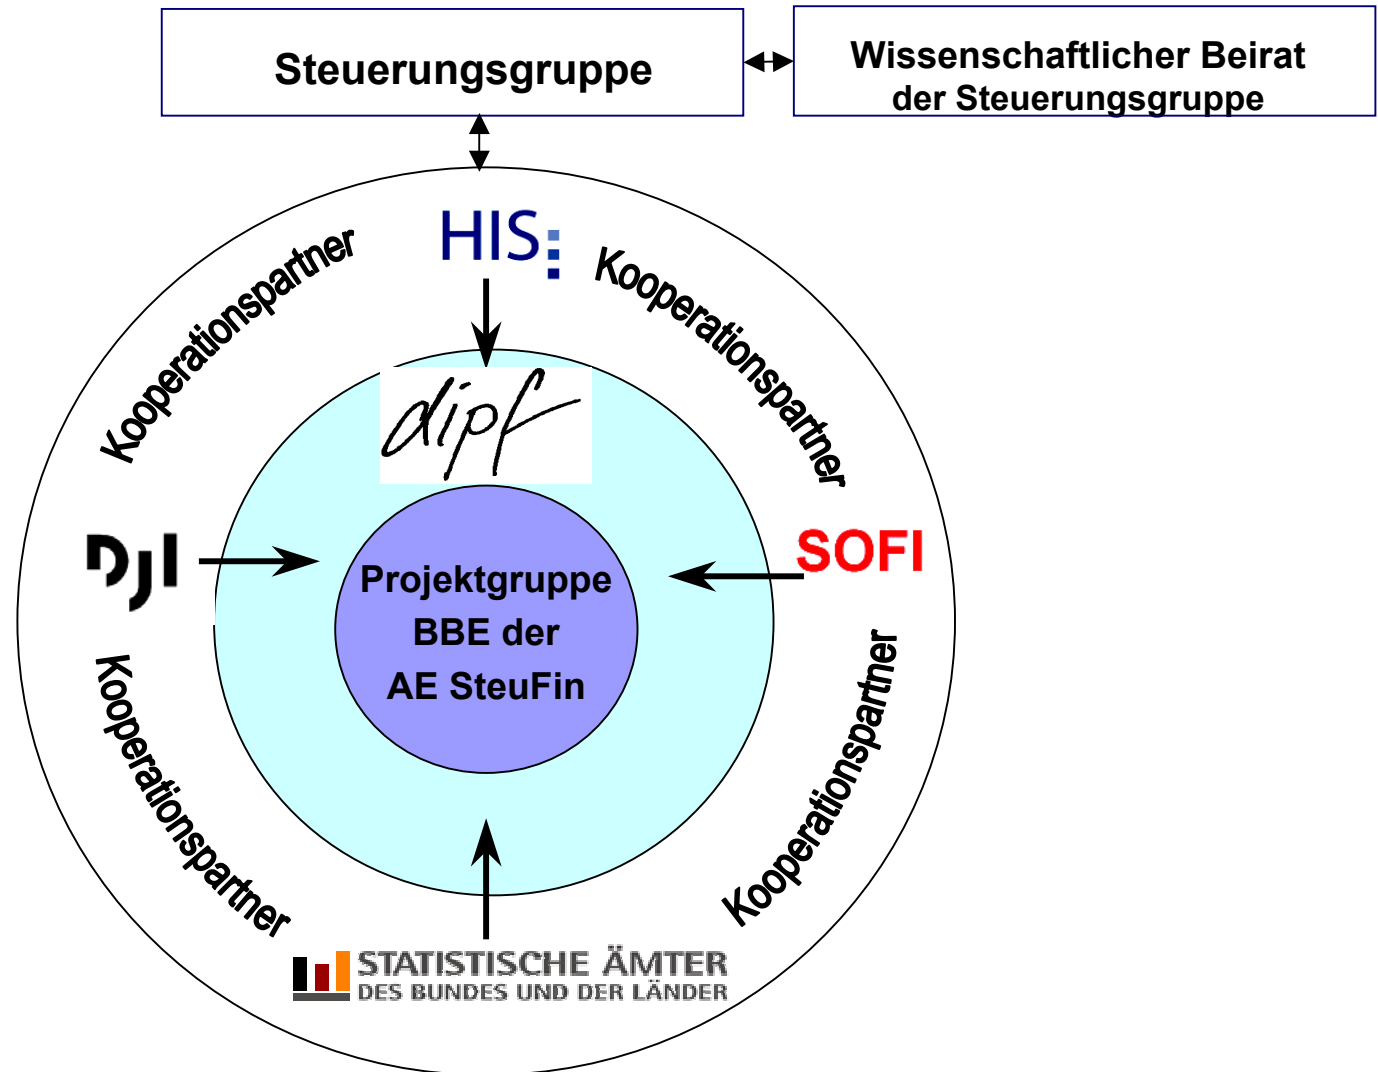 Steuerungsgruppe
Wissenschaftlicher Beirat
der Steuerungsgruppe
HIS
Kooperationspartner
Kooperationspartner
dipf
DJI
SOFI
Projektgruppe
BBE der
AE SteuFin
Kooperationspartner
Kooperationspartner
STATISTISCHE ÄMTER
DES BUNDES UND DER LÄNDER